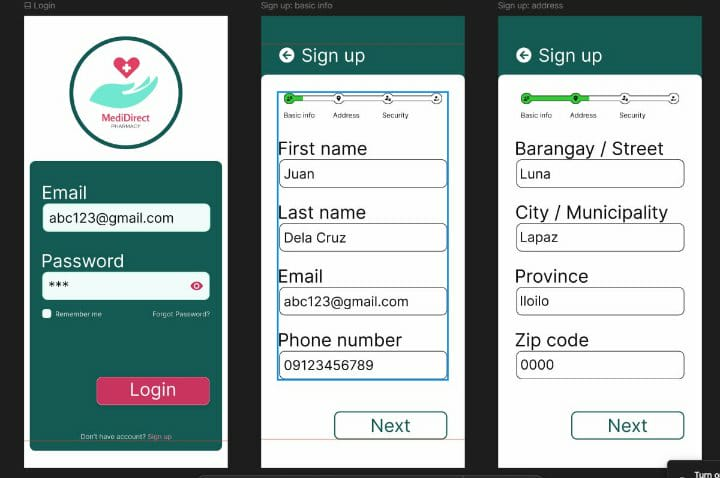 Login
MediDirect
PHARMACY
Email
abc123@gmail.com
Password
***
Remember me Forgot Password?
Login
Don't have account? Sign up
Sign up: basic info
Sign up
Basic info Address Security
First name
Juan
Last name
Dela Cruz
Email
abc123@gmail.com
Phone number
09123456789
Next
Sign up: address
Sign up
Basic info Address Security
Barangay / Street
Luna
City / Municipality
Lapaz
Province
Iloilo
Zip code
0000
Next